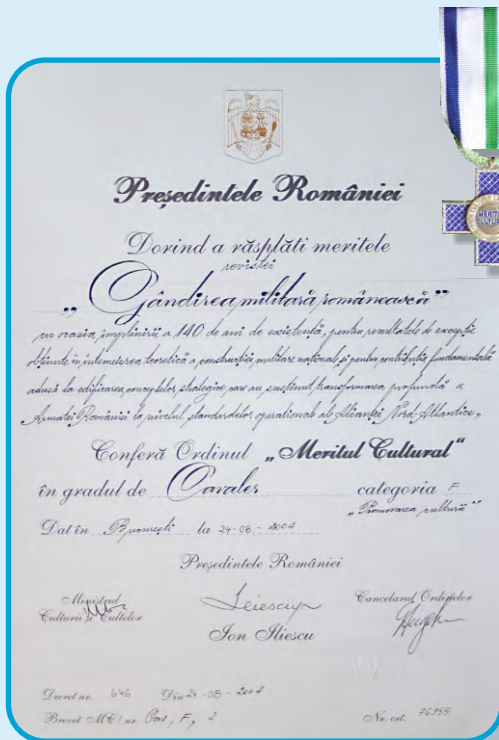 Președintele României
Dorind a răsplăti meritele
revistei
„Gândirea militară românească”
cu ocazia împlinirii a 140 de ani de existență, pentru rezultatele de excepție
obținute în întemeierea teoretică a construcției militare naționale și pentru contribuția fundamentală
adusă la edificarea conceptelor strategice care au susținut transformarea profundă a
Armatei României la nivelul standardelor operaționale ale Alianței Nord-Atlantice,
Conferă Ordinul „Meritul Cultural“
în gradul de Cavaler categoria F
„Promovarea culturii”
Dat în București la 24-08-2004
Președintele României
Ministrul
Culturii și Cultelor
Cancelarul Ordinelor
Ion Iliescu
Decret nr. 646 Din 24-08-2004
Brevet MC/ nr. Cav, F, 2
Nr. crt. 76955